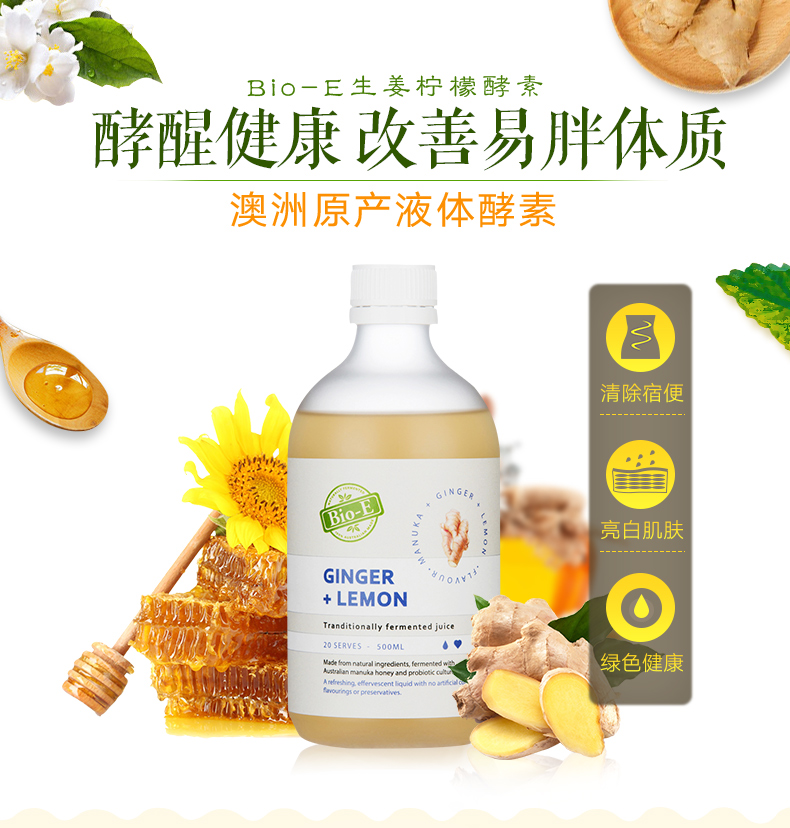 Bio-E生姜柠檬酵素
酵醒健康 改善易胖体质
澳洲原产液体酵素
清除宿便
亮白肌肤
绿色健康
Bio-E
MANUKA + GINGER + LEMON · FLAVOUR ·
GINGER
+ LEMON
Tranditionally fermented juice
20 SERVES · 500ML
Made from natural ingredients, fermented with
Australian manuka honey and probiotic
A refreshing, effervescent liquid with no artificial
flavourings or preservatives.